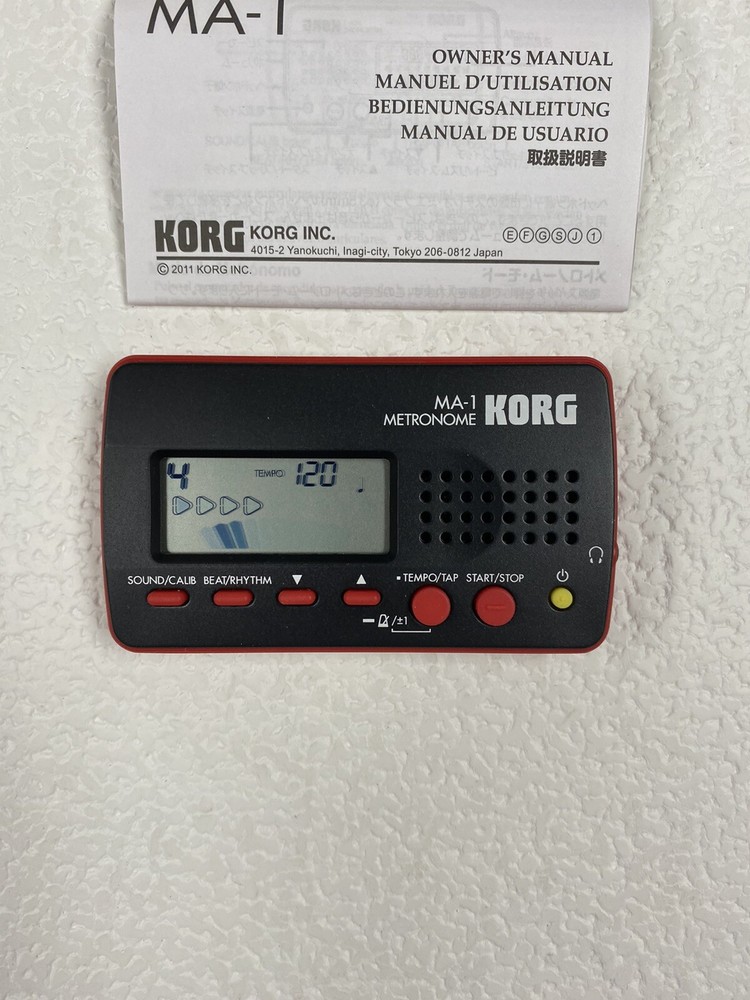 MA-1
OWNER'S MANUAL
MANUEL D'UTILISATION
BEDIENUNGSANLEITUNG
MANUAL DE USUARIO
取扱説明書
KORG KORG INC.
4015-2 Yanokuchi, Inagi-city, Tokyo 206-0812 Japan
© 2011 KORG INC.
E F G S J 1
MA-1
METRONOME KORG
4 TEMPO 120 ♩
SOUND/CALIB BEAT/RHYTHM ▼ ▲ TEMPO/TAP START/STOP
/±1